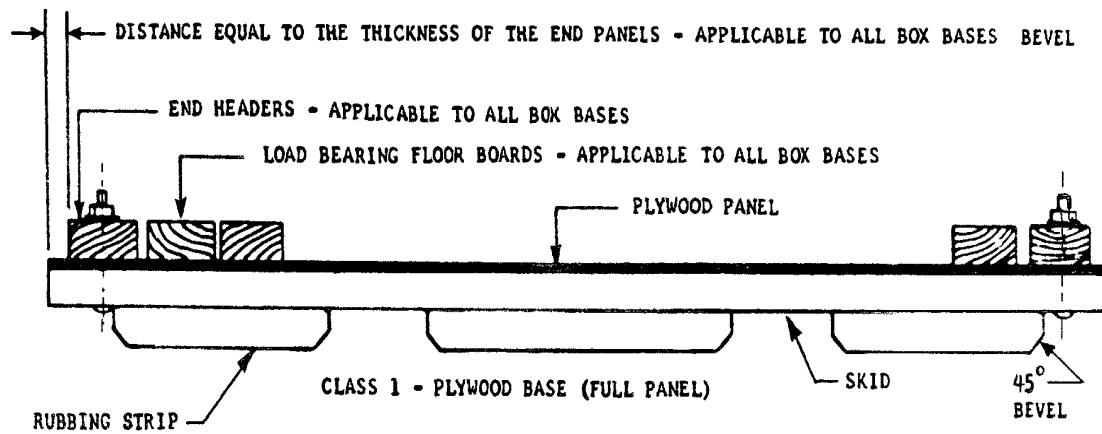 DISTANCE EQUAL TO THE THICKNESS OF THE END PANELS - APPLICABLE TO ALL BOX BASES BEVEL
END HEADERS - APPLICABLE TO ALL BOX BASES
LOAD BEARING FLOOR BOARDS - APPLICABLE TO ALL BOX BASES
PLYWOOD PANEL
CLASS 1 - PLYWOOD BASE (FULL PANEL)
SKID
45°
BEVEL
RUBBING STRIP